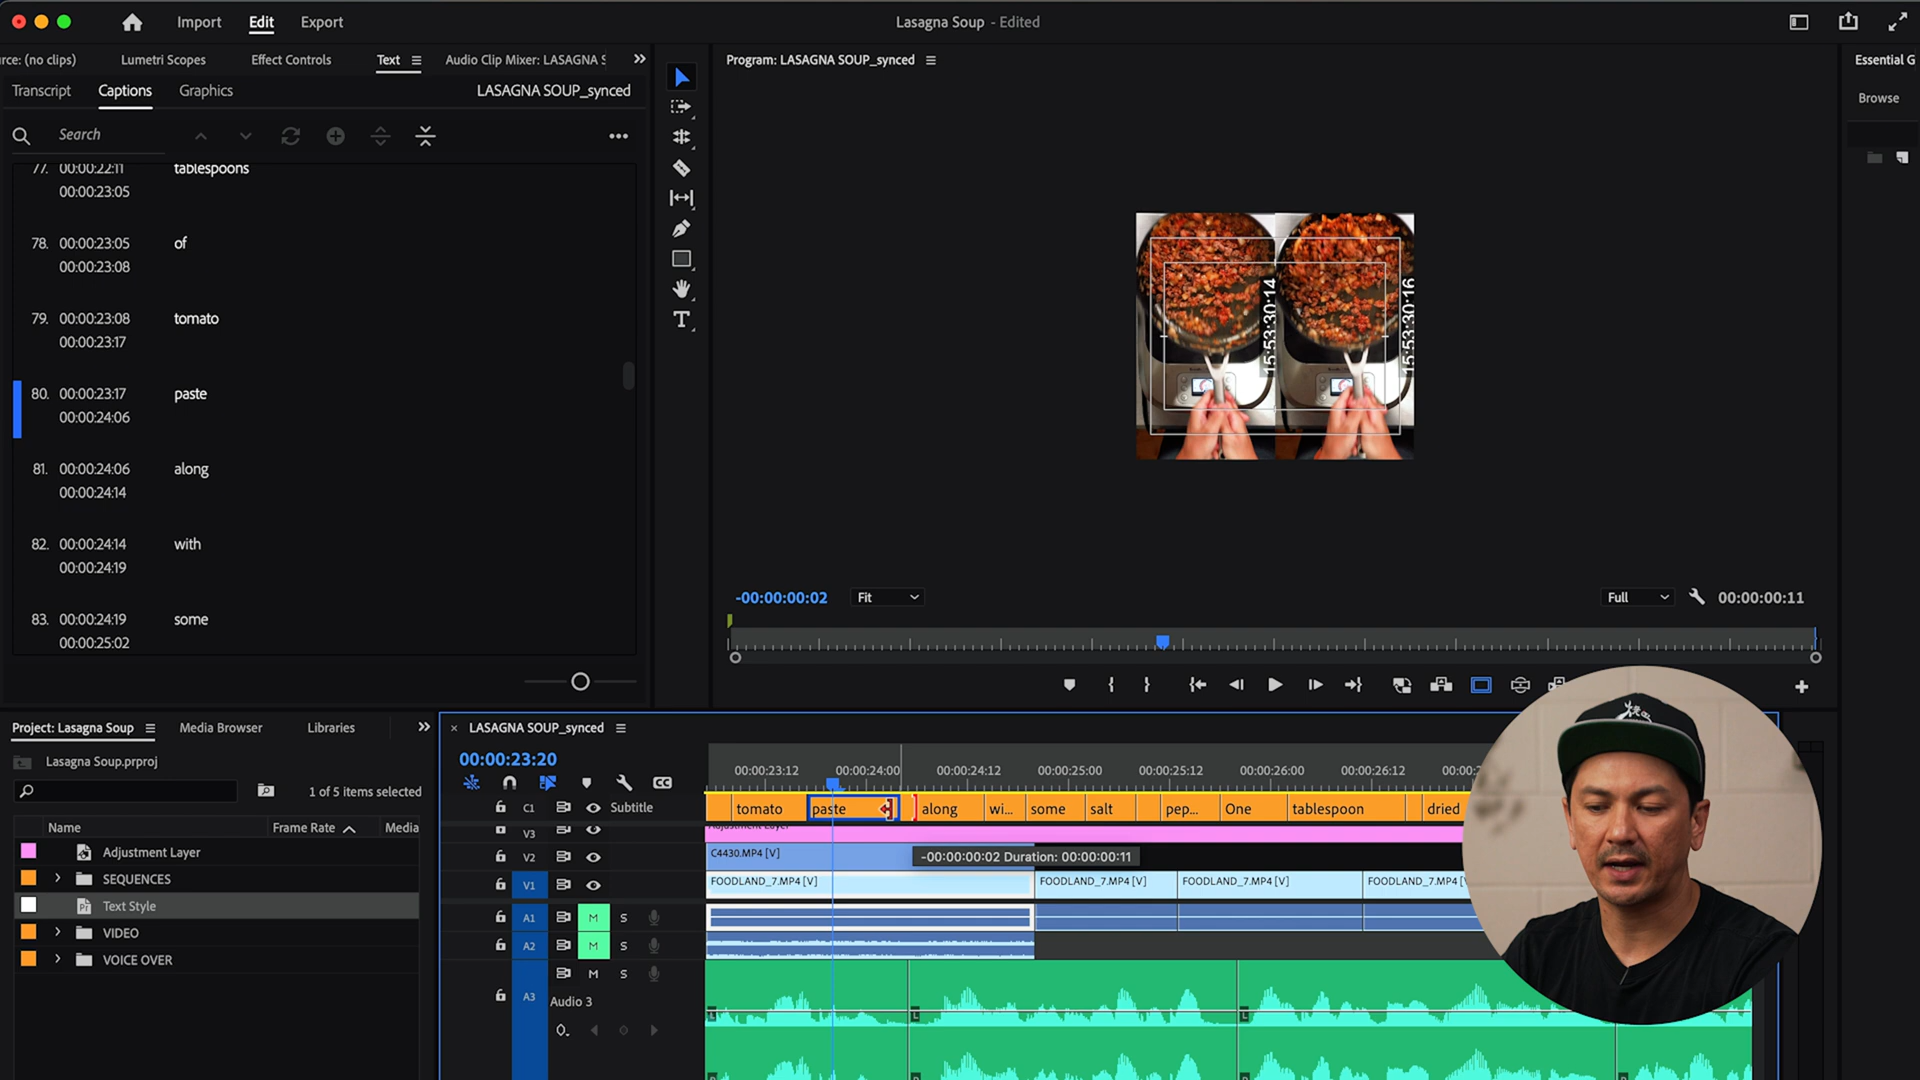 Import Edit Export
Lasagna Soup - Edited
rce: (no clips) Lumetri Scopes Effect Controls Text Audio Clip Mixer: LASAGNA S
Program: LASAGNA SOUP_synced
Essential G
Transcript Captions Graphics LASAGNA SOUP_synced
Browse
Search
77. 00:00:22:11 tablespoons
00:00:23:05
78. 00:00:23:05 of
00:00:23:08
79. 00:00:23:08 tomato
00:00:23:17
80. 00:00:23:17 paste
00:00:24:06
81. 00:00:24:06 along
00:00:24:14
82. 00:00:24:14 with
00:00:24:19
83. 00:00:24:19 some
00:00:25:02
15:53:30:14
15:53:30:16
-00:00:00:02 Fit Full 00:00:00:11
Project: Lasagna Soup Media Browser Libraries
Lasagna Soup.prproj
1 of 5 items selected
Name Frame Rate Media
Adjustment Layer
SEQUENCES
Text Style
VIDEO
VOICE OVER
LASAGNA SOUP_synced
00:00:23:20
00:00:23:12 00:00:24:00 00:00:24:12 00:00:25:00 00:00:25:12 00:00:26:00 00:00:26:12 00:00:2
C1 Subtitle tomato paste along wi... some salt pep... One tablespoon dried
V3 Adjustment Layer
V2 C4430.MP4 [V]
-00:00:00:02 Duration: 00:00:00:11
V1 FOODLAND_7.MP4 [V] FOODLAND_7.MP4 [V] FOODLAND_7.MP4 [V] FOODLAND_7.MP4 [V]
A1 M S
A2 M S
M S
A3 Audio 3